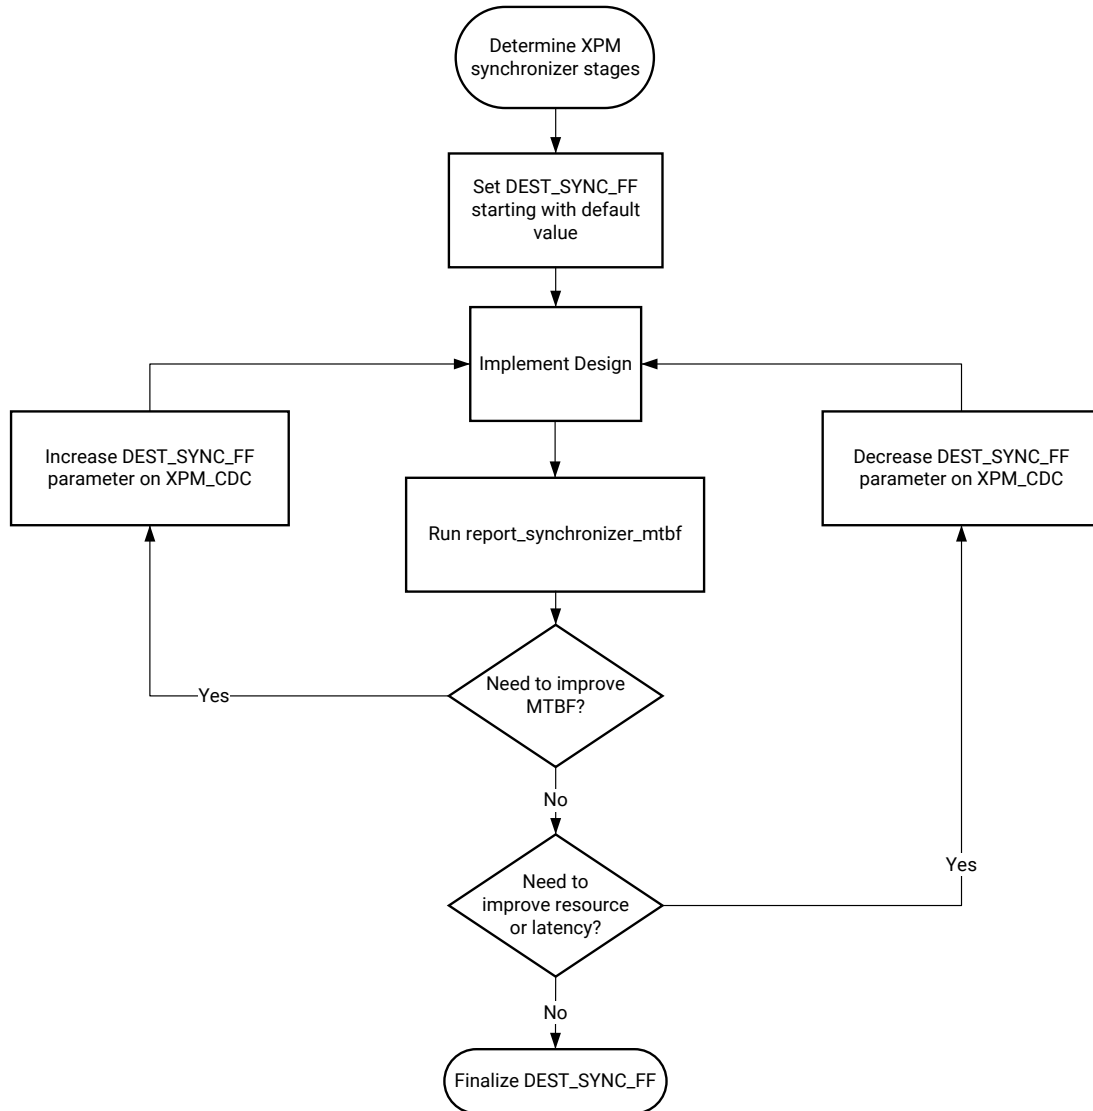 Determine XPM
synchronizer stages
Set DEST_SYNC_FF
starting with default
value
Implement Design
Increase DEST_SYNC_FF
parameter on XPM_CDC
Decrease DEST_SYNC_FF
parameter on XPM_CDC
Run report_synchronizer_mtbf
Need to improve
MTBF?
Yes
No
Need to
improve resource
or latency?
Yes
No
Finalize DEST_SYNC_FF